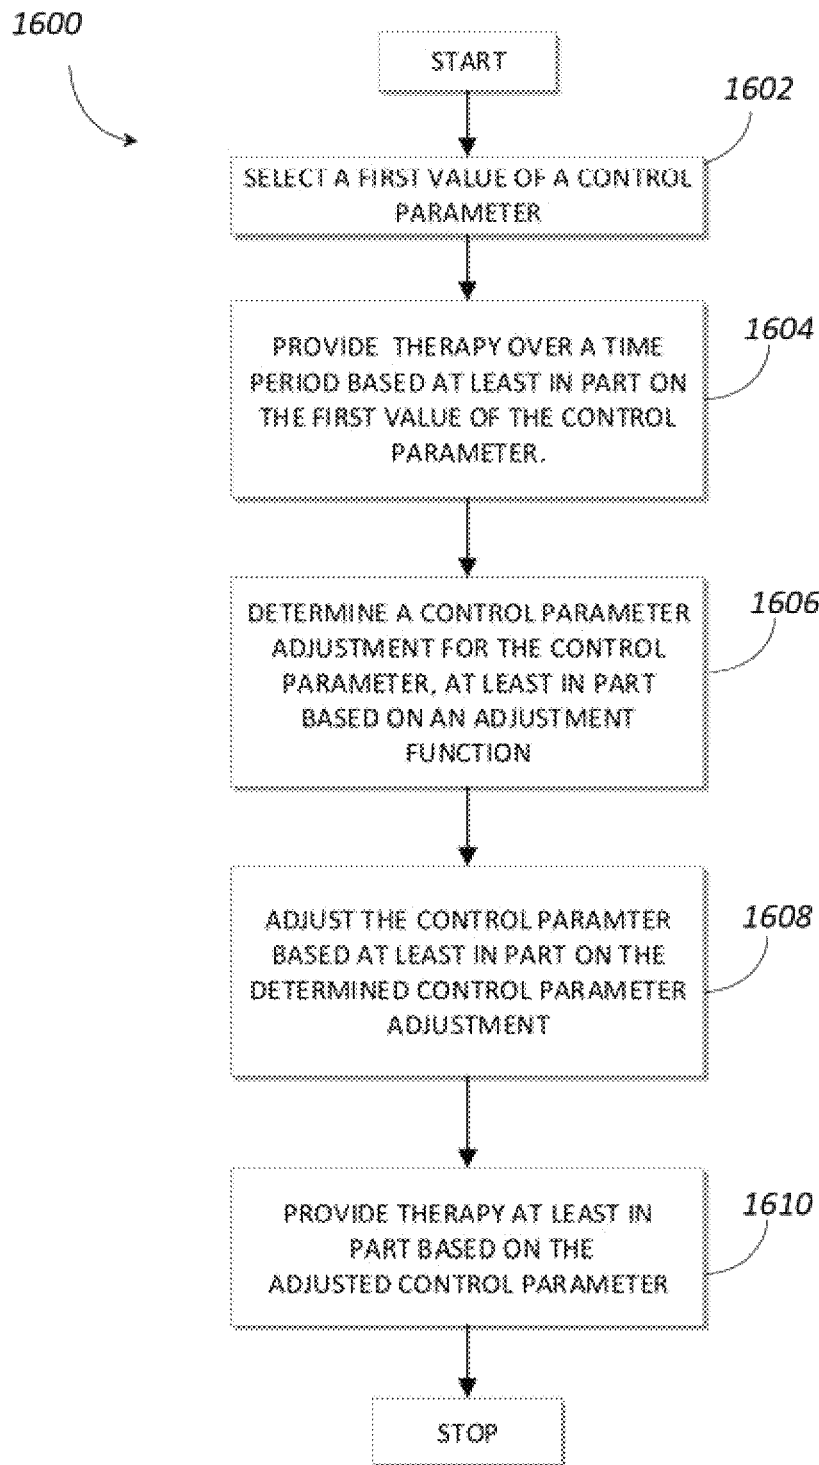 1600
START
1602
SELECT A FIRST VALUE OF A CONTROL
PARAMETER
1604
PROVIDE THERAPY OVER A TIME
PERIOD BASED AT LEAST IN PART ON
THE FIRST VALUE OF THE CONTROL
PARAMETER.
1606
DETERMINE A CONTROL PARAMETER
ADJUSTMENT FOR THE CONTROL
PARAMETER, AT LEAST IN PART
BASED ON AN ADJUSTMENT
FUNCTION
1608
ADJUST THE CONTROL PARAMTER
BASED AT LEAST IN PART ON THE
DETERMINED CONTROL PARAMETER
ADJUSTMENT
1610
PROVIDE THERAPY AT LEAST IN
PART BASED ON THE
ADJUSTED CONTROL PARAMETER
STOP